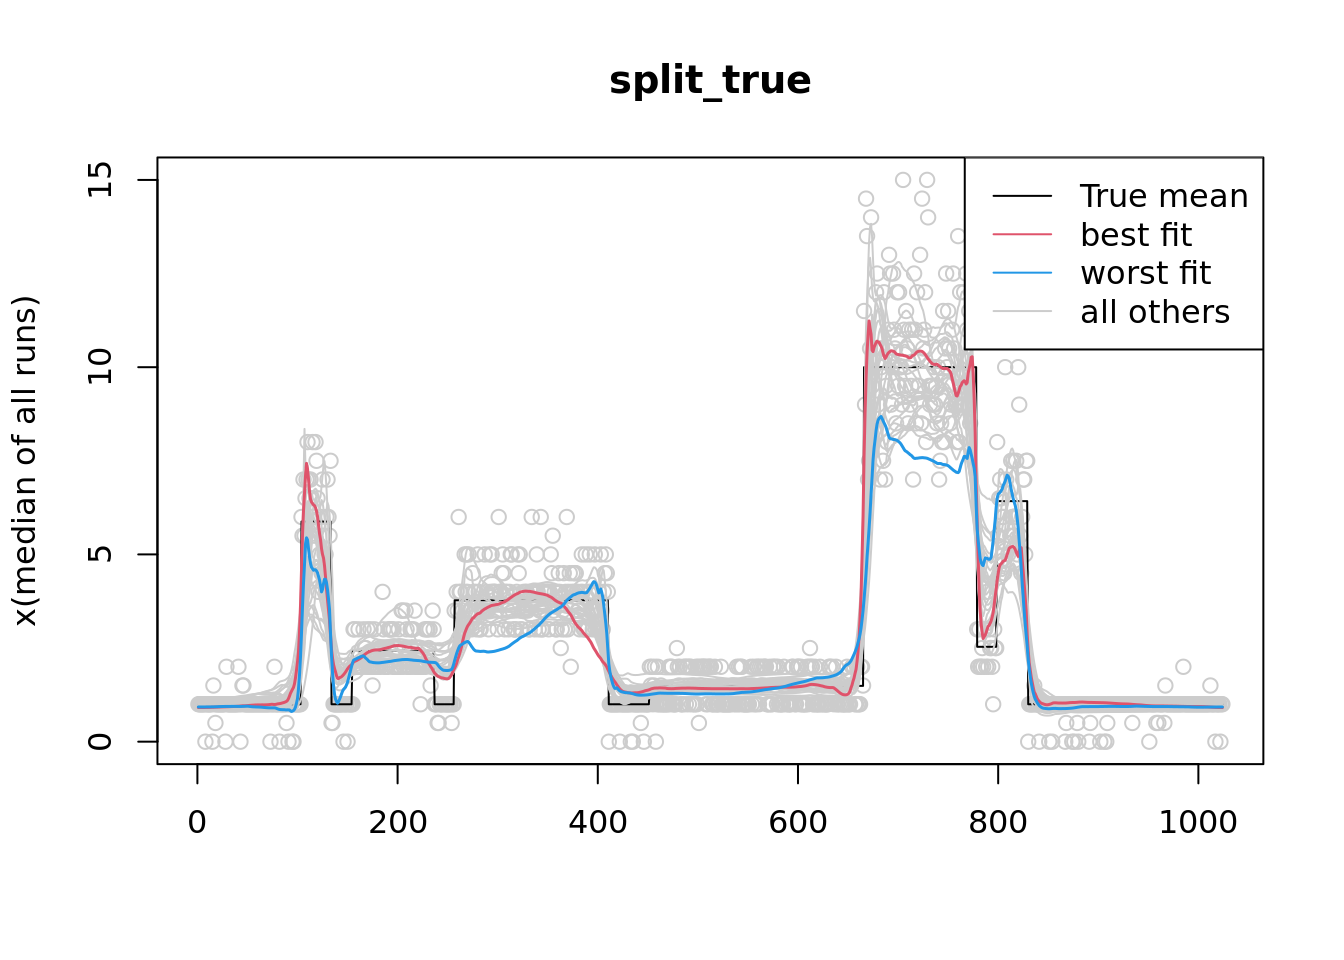 split_true
x(median of all runs)
15
10
5
0
True mean
best fit
worst fit
all others
0 200 400 600 800 1000